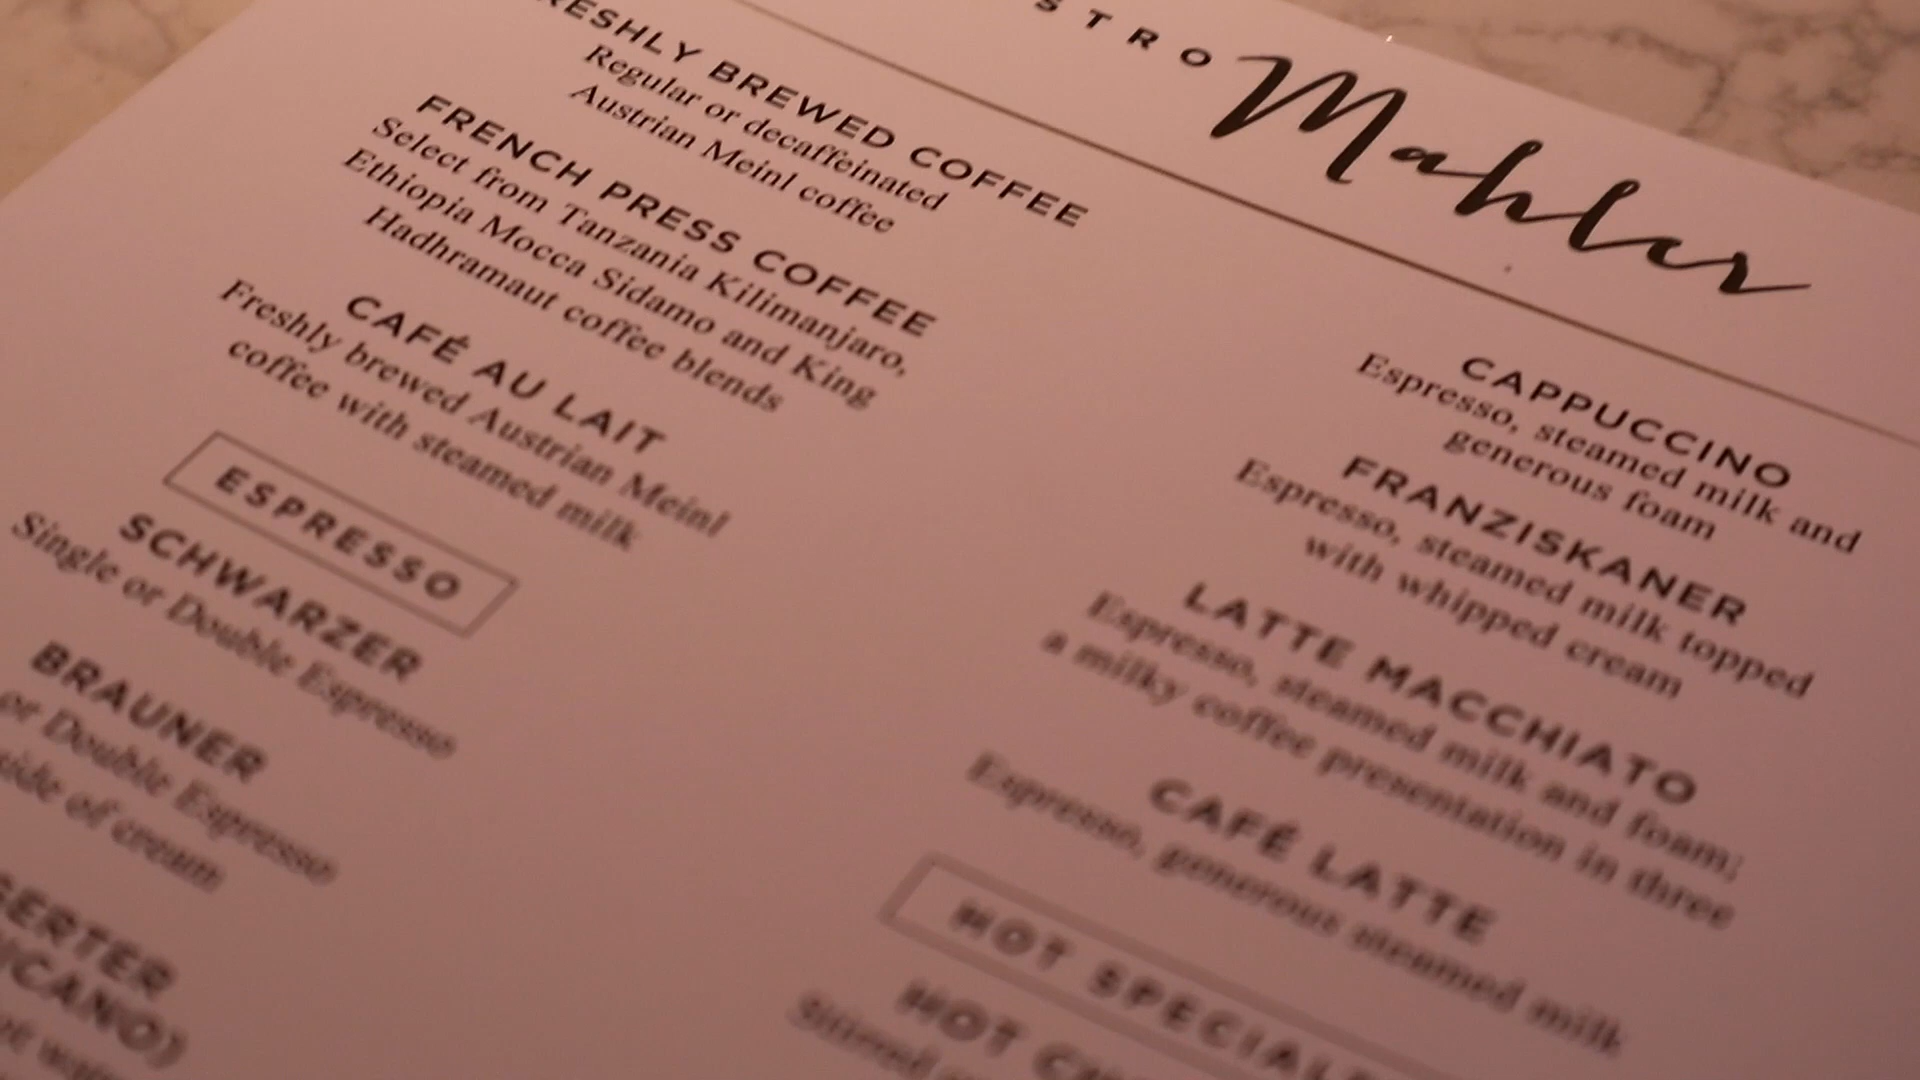 STRO Mahler
FRESHLY BREWED COFFEE
Regular or decaffeinated
Austrian Meinl coffee
FRENCH PRESS COFFEE
Select from Tanzania Kilimanjaro,
Ethiopia Mocca Sidamo and King
Hadhramaut coffee blends
CAFÉ AU LAIT
Freshly brewed Austrian Meinl
coffee with steamed milk
ESPRESSO
SCHWARZER
Single or Double Espresso
BRAUNER
or Double Espresso
side of cream
CAPPUCCINO
Espresso, steamed milk and
generous foam
FRANZISKANER
Espresso, steamed milk topped
with whipped cream
LATTE MACCHIATO
Espresso, steamed milk and foam;
a milky coffee presentation in three
CAFÉ LATTE
Espresso, generous steamed milk
HOT SPECIAL
HOT
Stirred